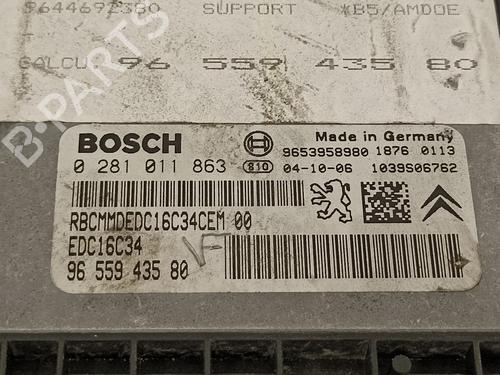 9644692380 SUPPORT *B5/AMDOE
CALCU 96 559 435 80
B-PARTS
BOSCH
0 281 011 863
Made in Germany
9653958980 1876 0113
810 04-10-06 1039S06762
RBCMMDEDC16C34CEM 00
EDC16C34
96 559 435 80